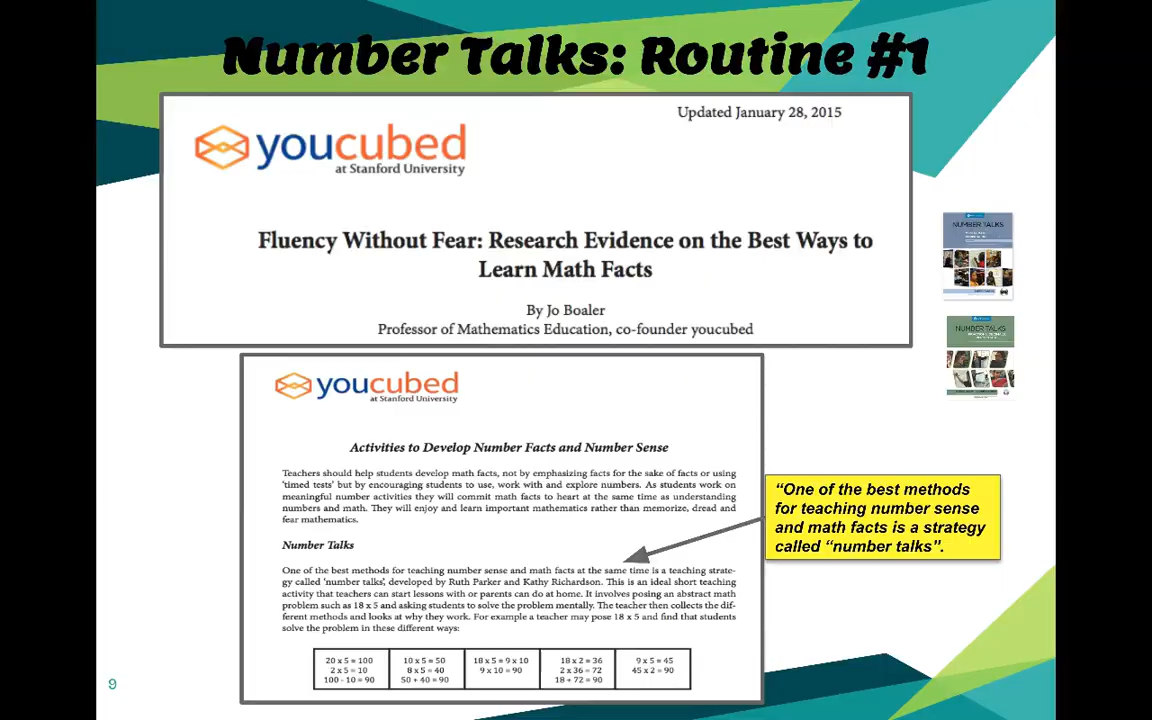 Number Talks: Routine #1
Updated January 28, 2015
youcubed
at Stanford University
Fluency Without Fear: Research Evidence on the Best Ways to
Learn Math Facts
By Jo Boaler
Professor of Mathematics Education, co-founder youcubed
NUMBER TALKS
NUMBER TALKS
youcubed
at Stanford University
Activities to Develop Number Facts and Number Sense
Teachers should help students develop math facts, not by emphasizing facts for the sake of facts or using
'timed tests' but by encouraging students to use, work with and explore numbers. As students work on
meaningful number activities they will commit math facts to heart at the same time as understanding
numbers and math. They will enjoy and learn important mathematics rather than memorize, dread and
fear mathematics.
Number Talks
One of the best methods for teaching number sense and math facts at the same time is a teaching strate-
gy called 'number talks', developed by Ruth Parker and Kathy Richardson. This is an ideal short teaching
activity that teachers can start lessons with or parents can do at home. It involves posing an abstract math
problem such as 18 x 5 and asking students to solve the problem mentally. The teacher then collects the dif-
ferent methods and looks at why they work. For example a teacher may pose 18 x 5 and find that students
solve the problem in these different ways:
20 x 5 = 100
2 x 5 = 10
100 - 10 = 90
10 x 5 = 50
8 x 5 = 40
50 + 40 = 90
18 x 5 = 9 x 10
9 x 10 = 90
18 x 2 = 36
2 x 36 = 72
18 + 72 = 90
9 x 5 = 45
45 x 2 = 90
"One of the best methods
for teaching number sense
and math facts is a strategy
called "number talks".
9